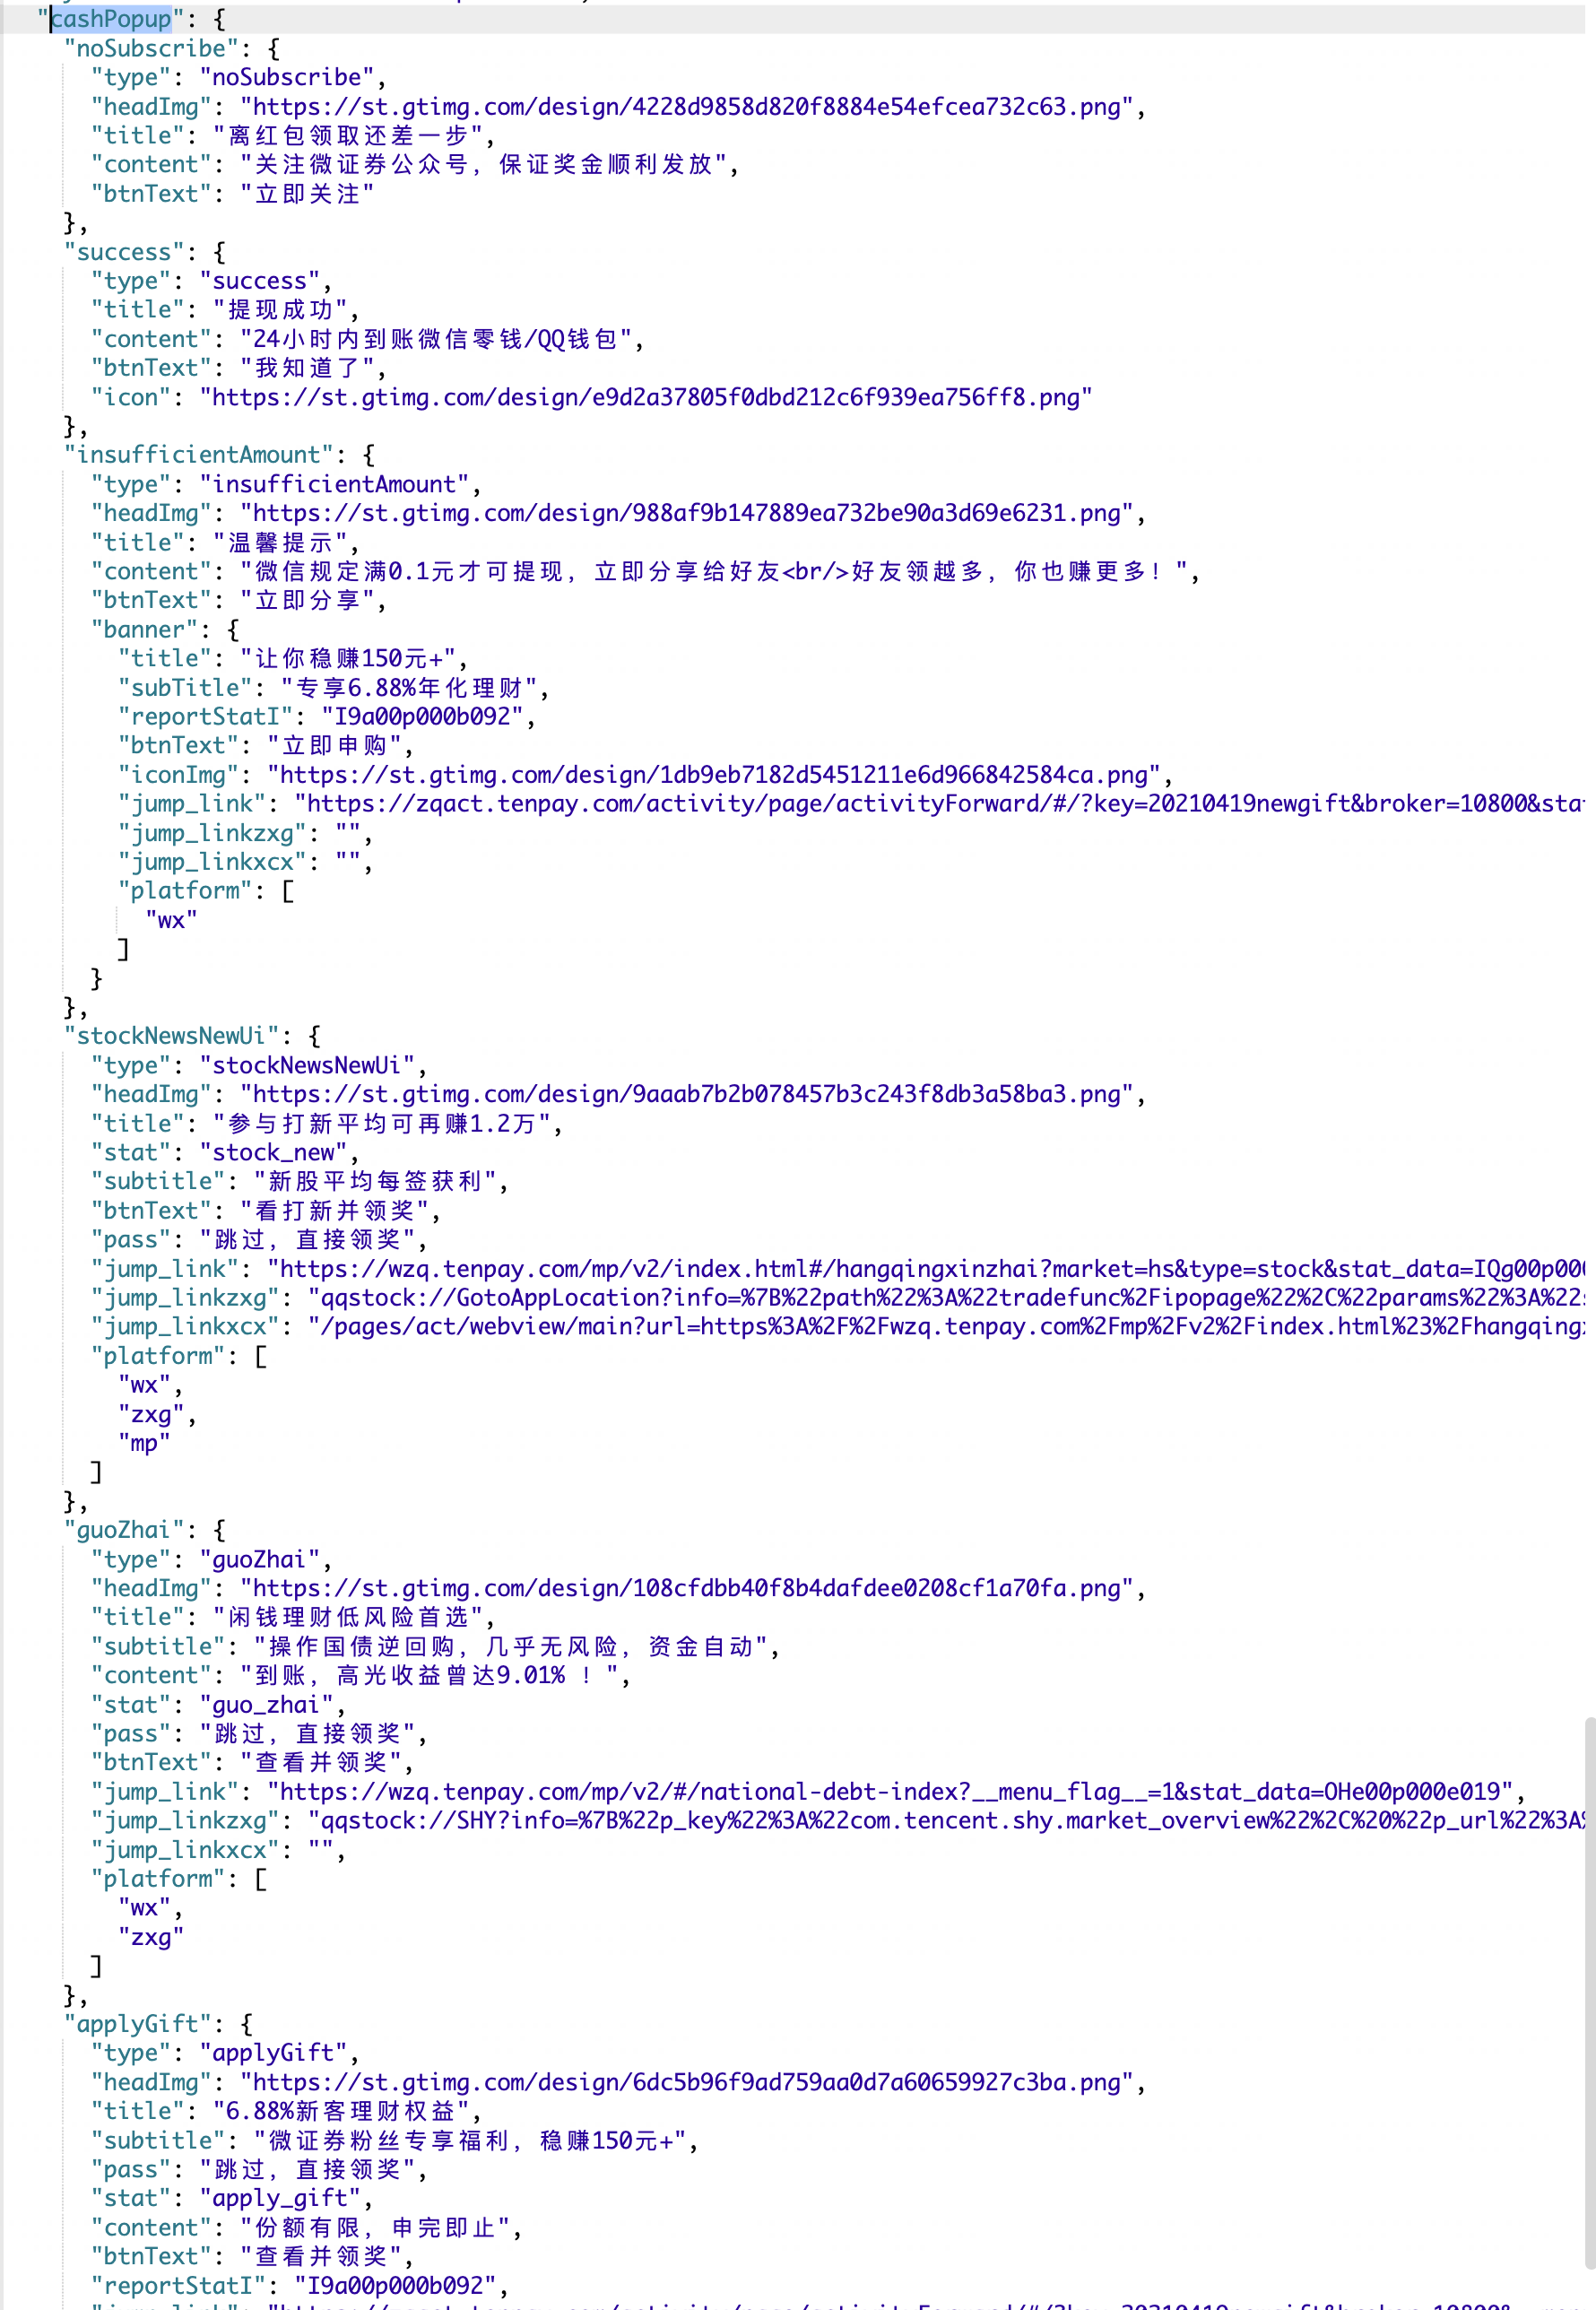 "cashPopup": {
"noSubscribe": {
"type": "noSubscribe",
"headImg": "https://st.gtimg.com/design/4228d9858d820f8884e54efcea732c63.png",
"title": "离红包领取还差一步",
"content": "关注微证券公众号，保证奖金顺利发放",
"btnText": "立即关注"
},
"success": {
"type": "success",
"title": "提现成功",
"content": "24小时内到账微信零钱/QQ钱包",
"btnText": "我知道了",
"icon": "https://st.gtimg.com/design/e9d2a37805f0dbd212c6f939ea756ff8.png"
},
"insufficientAmount": {
"type": "insufficientAmount",
"headImg": "https://st.gtimg.com/design/988af9b147889ea732be90a3d69e6231.png",
"title": "温馨提示",
"content": "微信规定满0.1元才可提现，立即分享给好友<br/>好友领越多，你也赚更多！",
"btnText": "立即分享",
"banner": {
"title": "让你稳赚150元+",
"subTitle": "专享6.88%年化理财",
"reportStatI": "I9a00p000b092",
"btnText": "立即申购",
"iconImg": "https://st.gtimg.com/design/1db9eb7182d5451211e6d966842584ca.png",
"jump_link": "https://zqact.tenpay.com/activity/page/activityForward/#/?key=20210419newgift&broker=10800&sta
"jump_linkzxg": "",
"jump_linkxcx": "",
"platform": [
"wx"
]
}
},
"stockNewsNewUi": {
"type": "stockNewsNewUi",
"headImg": "https://st.gtimg.com/design/9aaab7b2b078457b3c243f8db3a58ba3.png",
"title": "参与打新平均可再赚1.2万",
"stat": "stock_new",
"subtitle": "新股平均每签获利",
"btnText": "看打新并领奖",
"pass": "跳过，直接领奖",
"jump_link": "https://wzq.tenpay.com/mp/v2/index.html#/hangqingxinzhai?market=hs&type=stock&stat_data=IQg00p00
"jump_linkzxg": "qqstock://GotoAppLocation?info=%7B%22path%22%3A%22tradefunc%2Fipopage%22%2C%22params%22%3A%22
"jump_linkxcx": "/pages/act/webview/main?url=https%3A%2F%2Fwzq.tenpay.com%2Fmp%2Fv2%2Findex.html%23%2Fhangqing
"platform": [
"wx",
"zxg",
"mp"
]
},
"guoZhai": {
"type": "guoZhai",
"headImg": "https://st.gtimg.com/design/108cfdbb40f8b4dafdee0208cf1a70fa.png",
"title": "闲钱理财低风险首选",
"subtitle": "操作国债逆回购，几乎无风险，资金自动",
"content": "到账，高光收益曾达9.01% ！",
"stat": "guo_zhai",
"pass": "跳过，直接领奖",
"btnText": "查看并领奖",
"jump_link": "https://wzq.tenpay.com/mp/v2/#/national-debt-index?__menu_flag__=1&stat_data=OHe00p000e019",
"jump_linkzxg": "qqstock://SHY?info=%7B%22p_key%22%3A%22com.tencent.shy.market_overview%22%2C%20%22p_url%22%3A
"jump_linkxcx": "",
"platform": [
"wx",
"zxg"
]
},
"applyGift": {
"type": "applyGift",
"headImg": "https://st.gtimg.com/design/6dc5b96f9ad759aa0d7a60659927c3ba.png",
"title": "6.88%新客理财权益",
"subtitle": "微证券粉丝专享福利，稳赚150元+",
"pass": "跳过，直接领奖",
"stat": "apply_gift",
"content": "份额有限，申完即止",
"btnText": "查看并领奖",
"reportStatI": "I9a00p000b092",